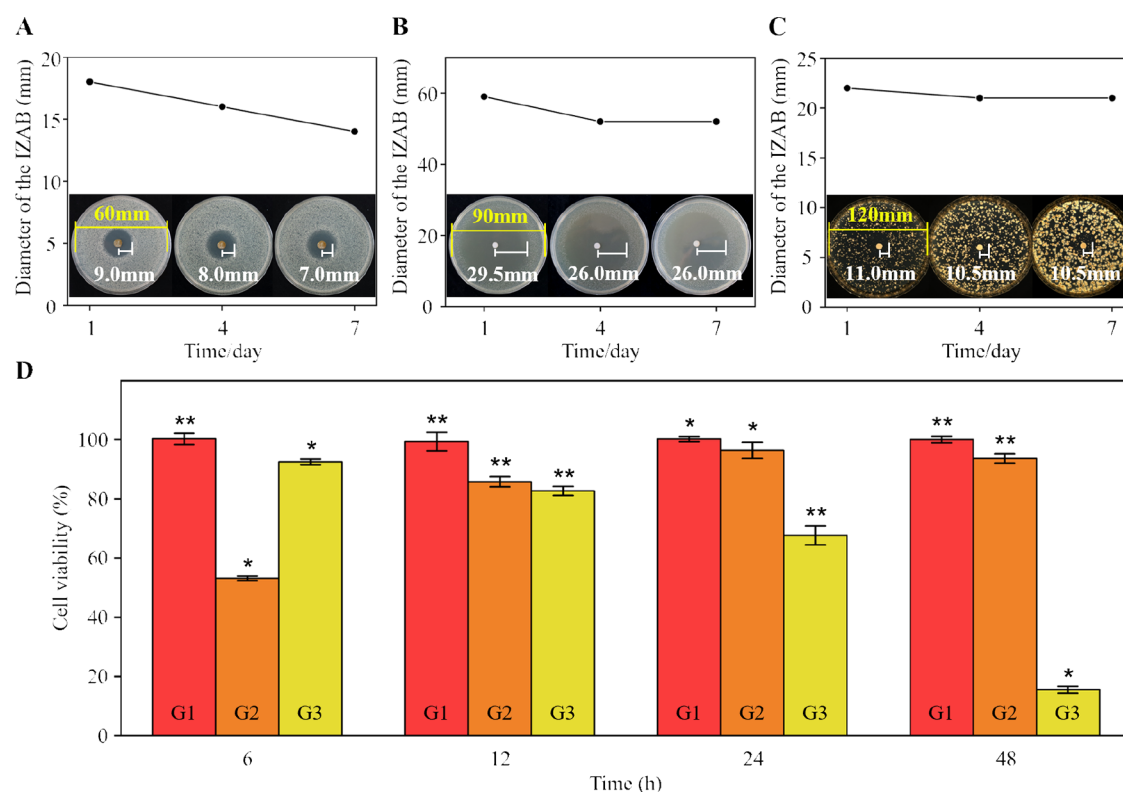 A
Diameter of the IZAB (mm)
20
15
10
5
0
60mm
9.0mm 8.0mm 7.0mm
1 4 7
Time/day
B
Diameter of the IZAB (mm)
60
40
20
0
90mm
29.5mm 26.0mm 26.0mm
1 4 7
Time/day
C
Diameter of the IZAB (mm)
25
20
15
10
5
0
120mm
11.0mm 10.5mm 10.5mm
1 4 7
Time/day
D
Cell viability (%)
100
80
60
40
20
0
** * *
** ** **
* * **
** ** *
G1 G2 G3
G1 G2 G3
G1 G2 G3
G1 G2 G3
6 12 24 48
Time (h)